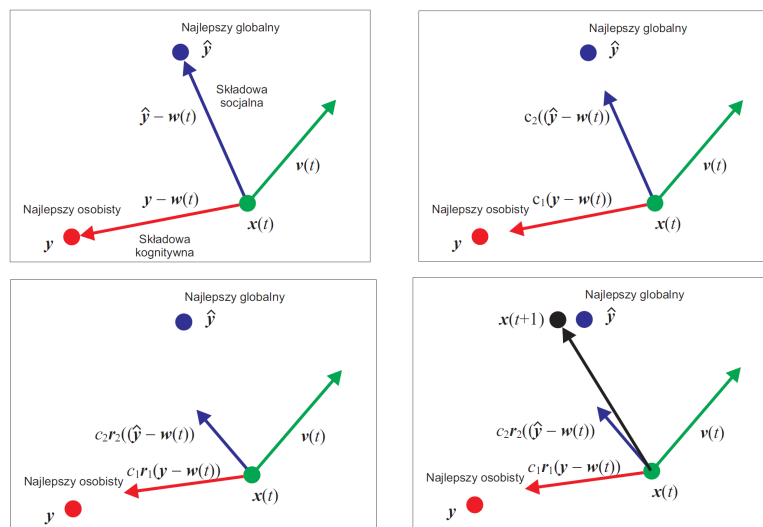 Najlepszy globalny
ŷ
Składowa
socjalna
ŷ − w(t)
v(t)
y − w(t)
Najlepszy osobisty
x(t)
y
Składowa
kognitywna
Najlepszy globalny
ŷ
c₂((ŷ − w(t))
v(t)
c₁(y − w(t))
Najlepszy osobisty
x(t)
y
Najlepszy globalny
ŷ
c₂r₂((ŷ − w(t))
v(t)
c₁r₁(y − w(t))
Najlepszy osobisty
x(t)
y
Najlepszy globalny
x(t+1)
ŷ
c₂r₂((ŷ − w(t))
v(t)
c₁r₁(y − w(t))
Najlepszy osobisty
x(t)
y